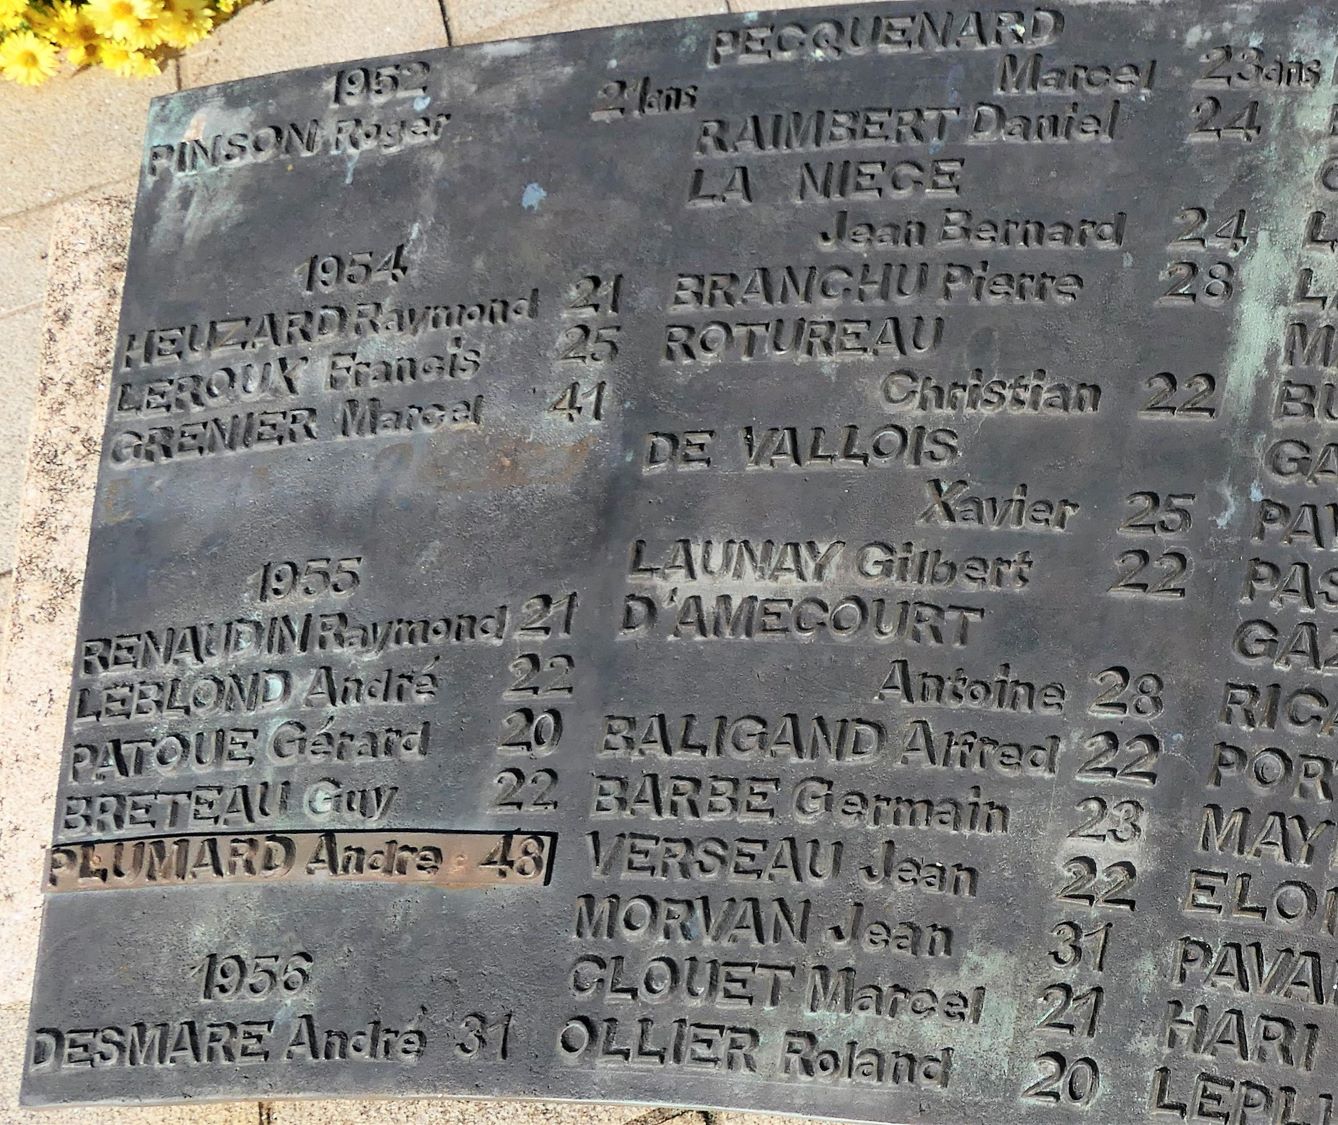 1952
PINSON Roger 21ans
1954
HEUZARD Raymond 21
LEROUX Francis 25
GRENIER Marcel 41
1955
RENAUDIN Raymond 21
LEBLOND André 22
PATOUE Gérard 20
BRETEAU Guy 22
PLUMARD Andre 48
1956
DESMARE André 31
PECQUENARD
Marcel 23ans
RAIMBERT Daniel 24
LA NIECE
Jean Bernard 24
BRANCHU Pierre 28
ROTUREAU
Christian 22
DE VALLOIS
Xavier 25
LAUNAY Gilbert 22
D'AMECOURT
Antoine 28
BALIGAND Alfred 22
BARBE Germain 23
VERSEAU Jean 22
MORVAN Jean 31
CLOUET Marcel 21
OLLIER Roland 20